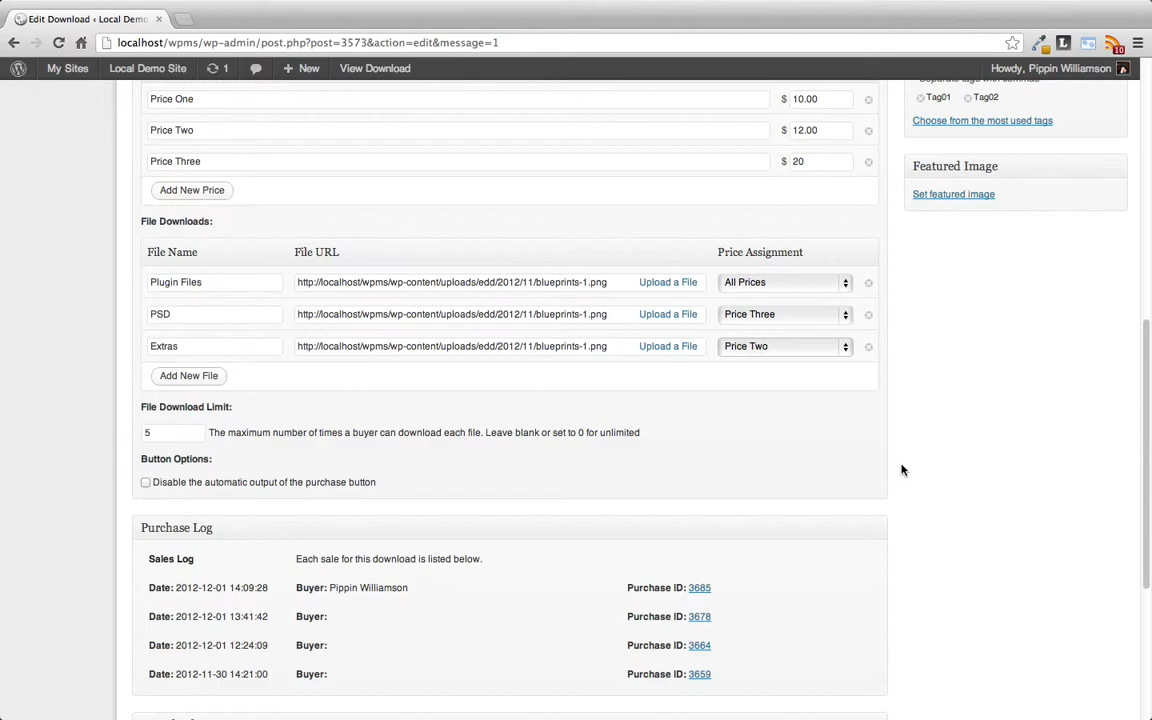 Edit Download ‹ Local Demo
localhost/wpms/wp-admin/post.php?post=3573&action=edit&message=1
10
My Sites Local Demo Site 1 New View Download Howdy, Pippin Williamson
Separate tags with commas
Price One $ 10.00 Tag01 Tag02
Choose from the most used tags
Price Two $ 12.00
Price Three $ 20 Featured Image
Add New Price Set featured image
File Downloads:
File Name File URL Price Assignment
Plugin Files http://localhost/wpms/wp-content/uploads/edd/2012/11/blueprints-1.png Upload a File All Prices
PSD http://localhost/wpms/wp-content/uploads/edd/2012/11/blueprints-1.png Upload a File Price Three
Extras http://localhost/wpms/wp-content/uploads/edd/2012/11/blueprints-1.png Upload a File Price Two
Add New File
File Download Limit:
5 The maximum number of times a buyer can download each file. Leave blank or set to 0 for unlimited
Button Options:
Disable the automatic output of the purchase button
Purchase Log
Sales Log Each sale for this download is listed below.
Date: 2012-12-01 14:09:28 Buyer: Pippin Williamson Purchase ID: 3685
Date: 2012-12-01 13:41:42 Buyer: Purchase ID: 3678
Date: 2012-12-01 12:24:09 Buyer: Purchase ID: 3664
Date: 2012-11-30 14:21:00 Buyer: Purchase ID: 3659